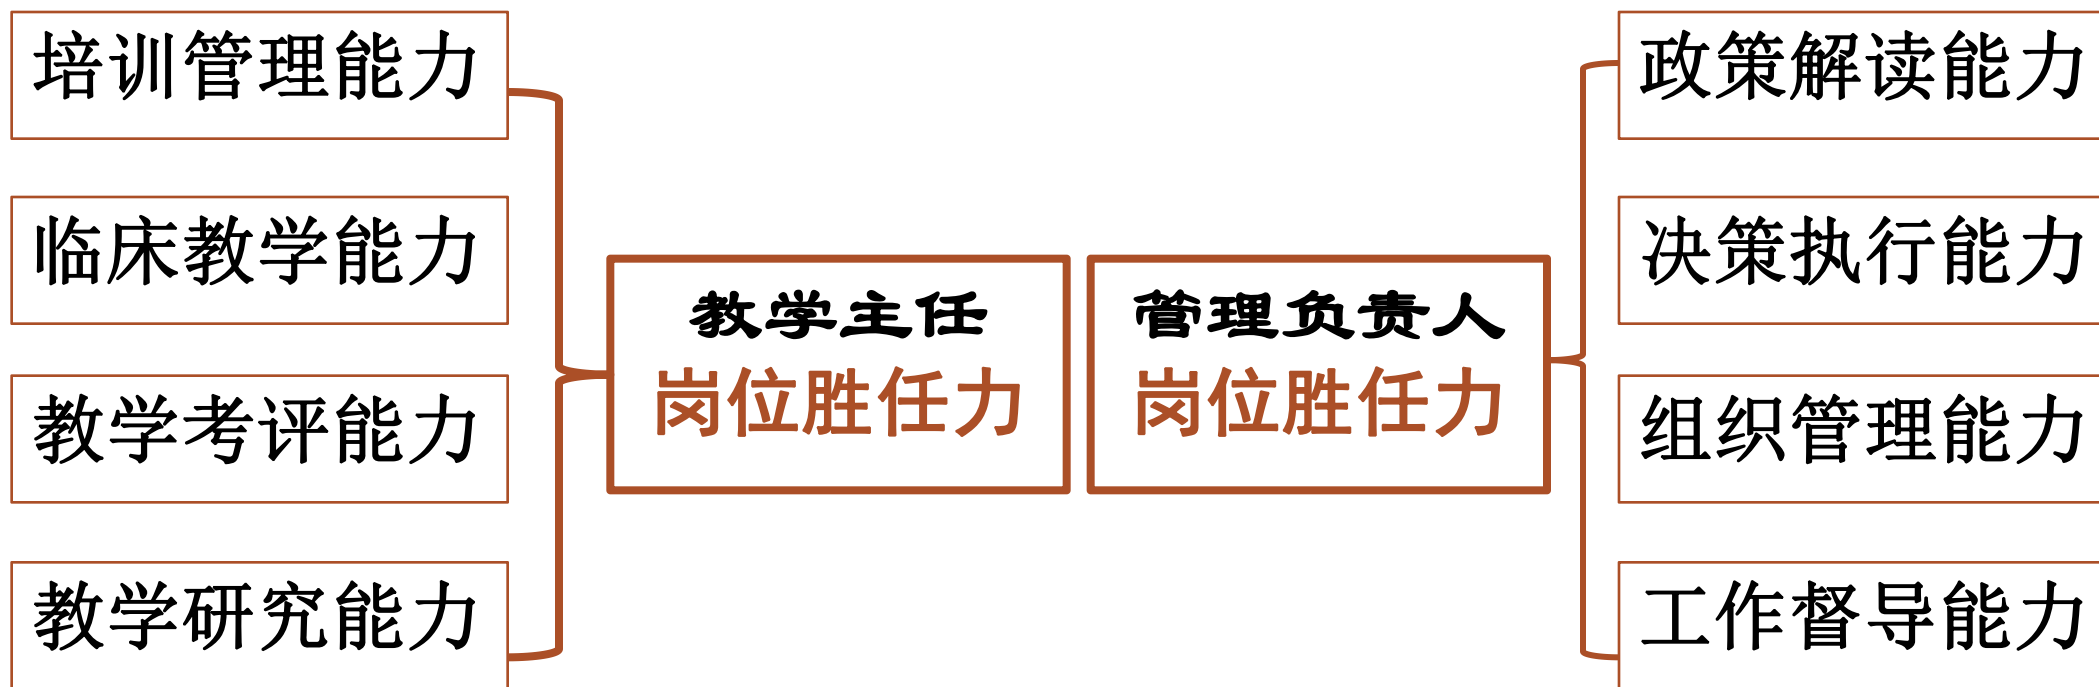 培训管理能力
临床教学能力
教学考评能力
教学研究能力
教学主任
岗位胜任力
管理负责人
岗位胜任力
政策解读能力
决策执行能力
组织管理能力
工作督导能力